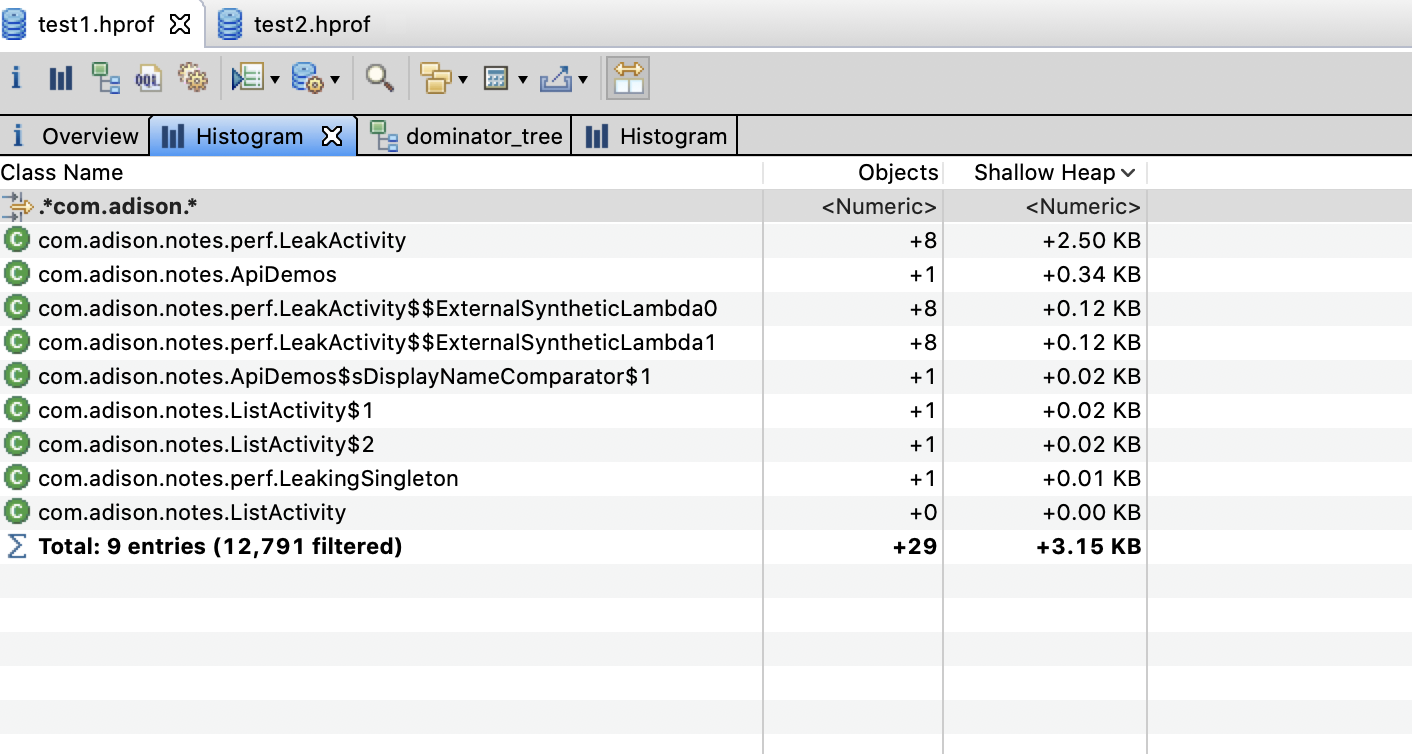 test1.hprof test2.hprof
i OQL
i Overview Histogram dominator_tree Histogram
Class Name Objects Shallow Heap
.*com.adison.* <Numeric> <Numeric>
C com.adison.notes.perf.LeakActivity +8 +2.50 KB
C com.adison.notes.ApiDemos +1 +0.34 KB
C com.adison.notes.perf.LeakActivity$$ExternalSyntheticLambda0 +8 +0.12 KB
C com.adison.notes.perf.LeakActivity$$ExternalSyntheticLambda1 +8 +0.12 KB
C com.adison.notes.ApiDemos$sDisplayNameComparator$1 +1 +0.02 KB
C com.adison.notes.ListActivity$1 +1 +0.02 KB
C com.adison.notes.ListActivity$2 +1 +0.02 KB
C com.adison.notes.perf.LeakingSingleton +1 +0.01 KB
C com.adison.notes.ListActivity +0 +0.00 KB
Σ Total: 9 entries (12,791 filtered) +29 +3.15 KB